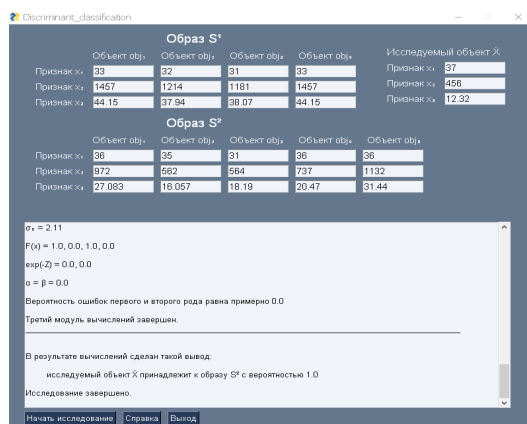 Discriminant_classification
Образ S¹
Объект obj₁ Объект obj₂ Объект obj₃ Объект obj₄
Признак x₁ 33 32 31 33
Признак x₂ 1457 1214 1181 1457
Признак x₃ 44.15 37.94 38.07 44.15
Исследуемый объект X̄
Признак x₁ 37
Признак x₂ 456
Признак x₃ 12.32
Образ S²
Объект obj₁ Объект obj₂ Объект obj₃ Объект obj₄ Объект obj₅
Признак x₁ 36 35 31 36 36
Признак x₂ 972 562 564 737 1132
Признак x₃ 27.083 16.057 18.19 20.47 31.44
σ₂ = 2.11
F(x) = 1.0, 0.0, 1.0, 0.0
exp(-Z) = 0.0, 0.0
α = β = 0.0
Вероятность ошибок первого и второго рода равна примерно 0.0
Третий модуль вычислений завершен.
В результате вычислений сделан такой вывод:
исследуемый объект X̄ принадлежит к образу S² с вероятностью 1.0
Исследование завершено.
Начать исследование Справка Выход